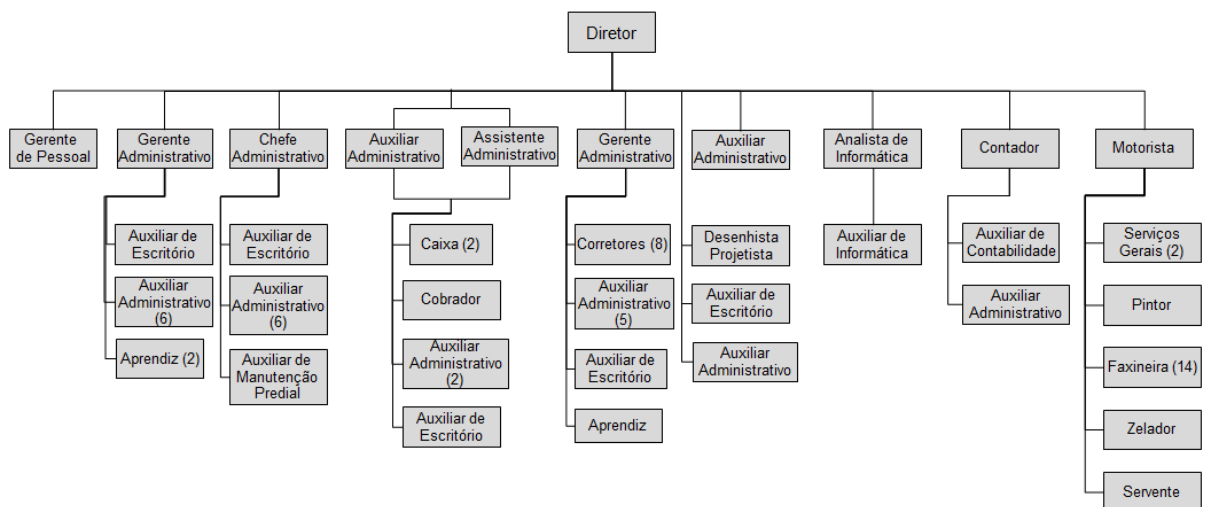 Diretor
Gerente
de Pessoal
Gerente
Administrativo
Chefe
Administrativo
Auxiliar
Administrativo
Assistente
Administrativo
Gerente
Administrativo
Auxiliar
Administrativo
Analista de
Informática
Contador
Motorista
Auxiliar de
Escritório
Auxiliar
Administrativo
(6)
Aprendiz (2)
Auxiliar de
Escritório
Auxiliar
Administrativo
(6)
Auxiliar de
Manutenção
Predial
Caixa (2)
Cobrador
Auxiliar
Administrativo
(2)
Auxiliar de
Escritório
Corretores (8)
Auxiliar
Administrativo
(5)
Auxiliar de
Escritório
Aprendiz
Desenhista
Projetista
Auxiliar de
Escritório
Auxiliar
Administrativo
Auxiliar de
Informática
Auxiliar de
Contabilidade
Auxiliar
Administrativo
Serviços
Gerais (2)
Pintor
Faxineira (14)
Zelador
Servente